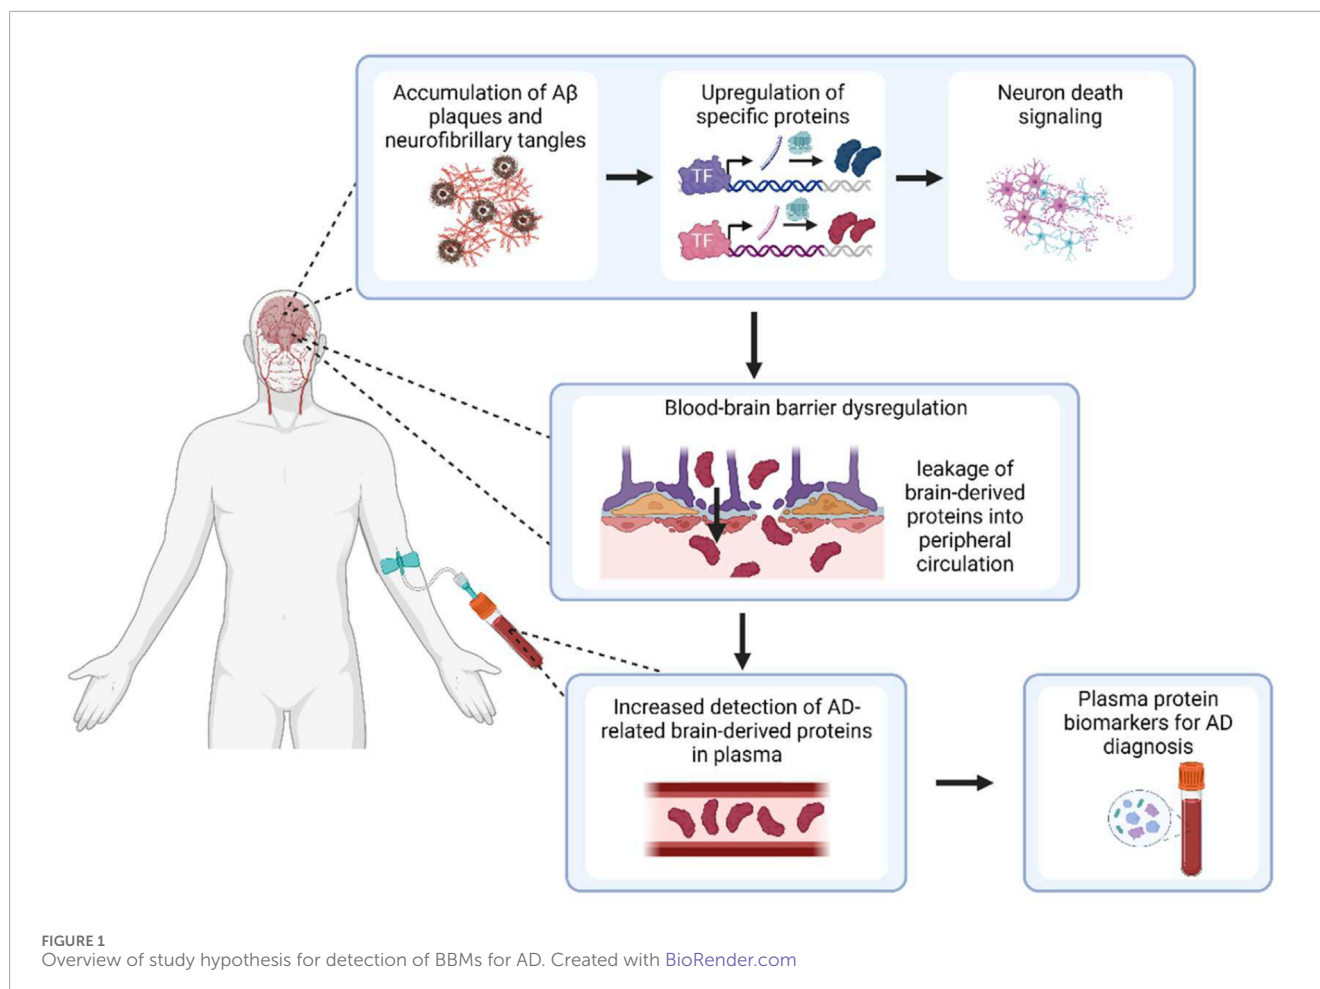 Accumulation of Aβ
plaques and
neurofibrillary tangles
Upregulation of
specific proteins
TF
TF
Neuron death
signaling
Blood-brain barrier dysregulation
leakage of
brain-derived
proteins into
peripheral
circulation
Increased detection of AD-
related brain-derived proteins
in plasma
Plasma protein
biomarkers for AD
diagnosis
FIGURE 1
Overview of study hypothesis for detection of BBMs for AD. Created with BioRender.com